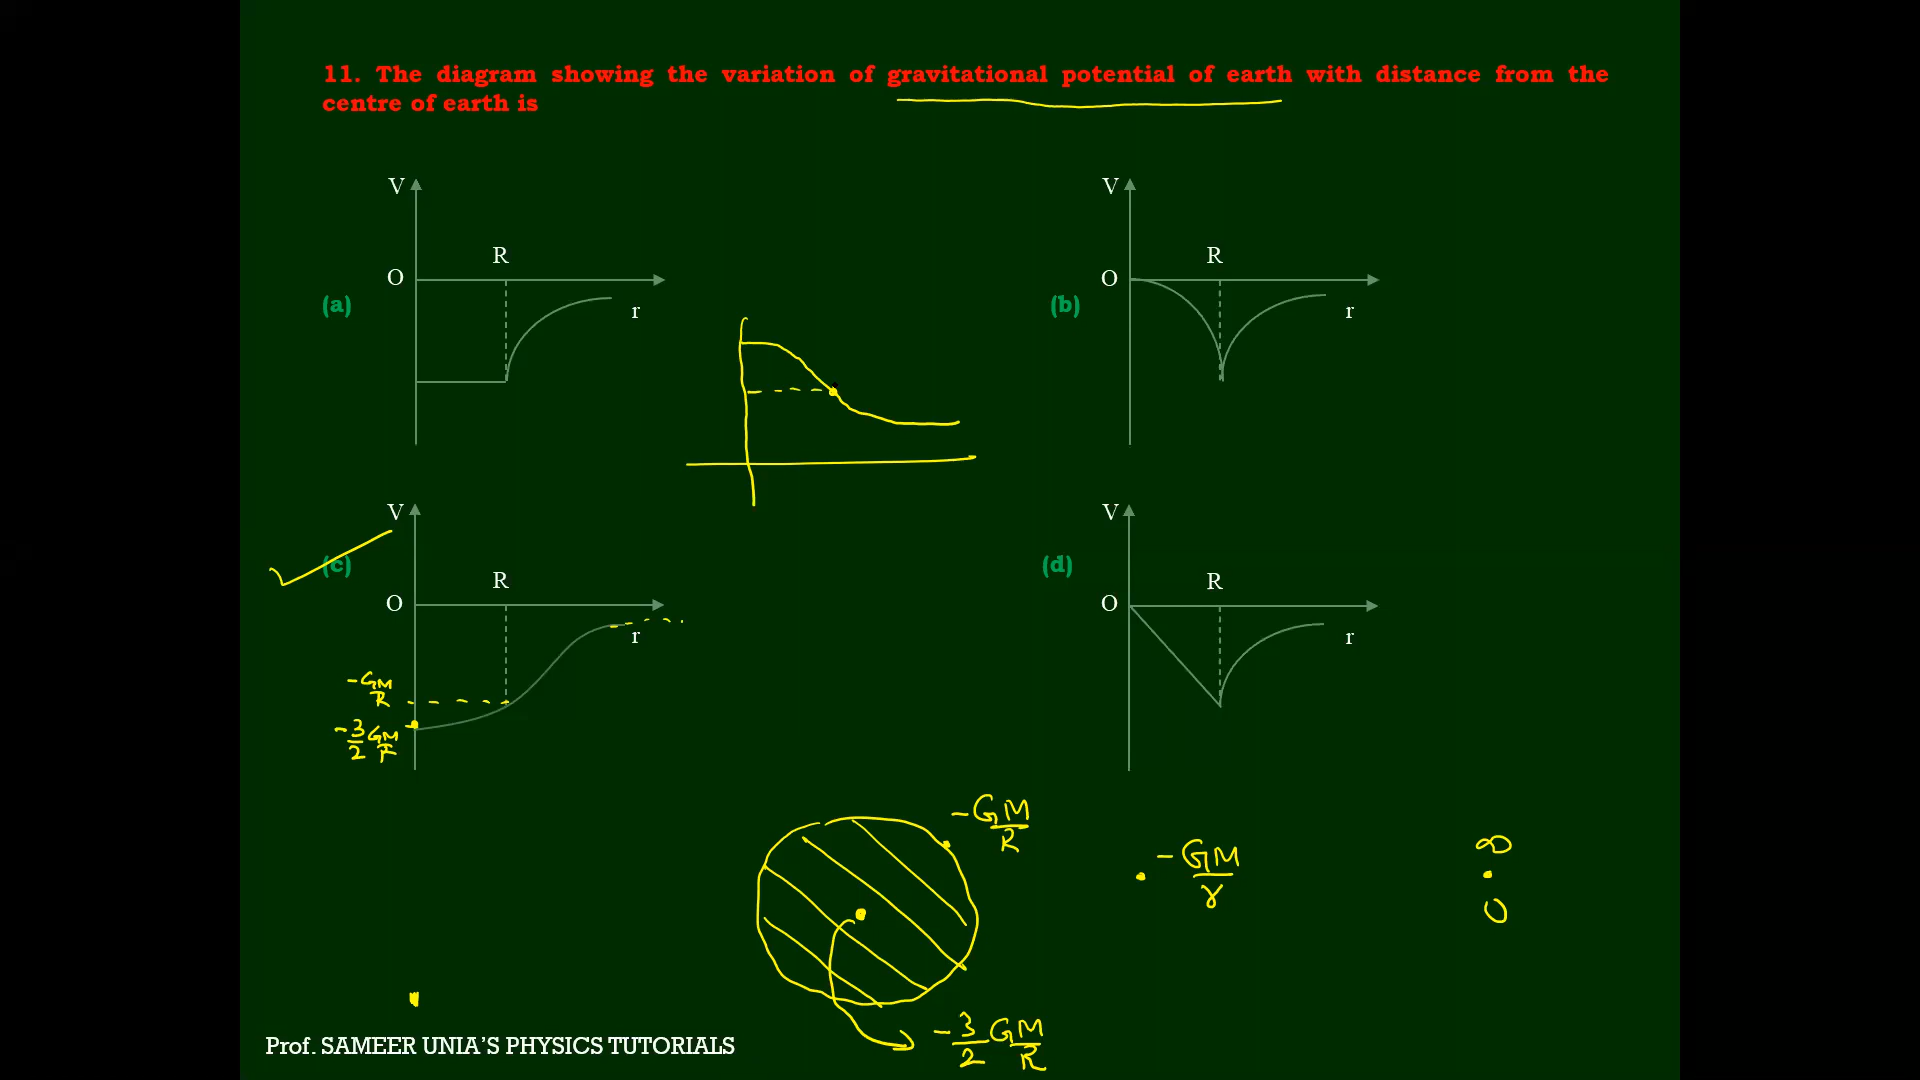 11. The diagram showing the variation of gravitational potential of earth with distance from the
centre of earth is
V
R
O
r
(a)
V
R
O
r
(b)
V
R
O
r
(c)
-GM/R
-3/2 GM/
V
R
O
r
(d)
-GM/R
-GM/r
∞
0
-3/2 GM/R
Prof. SAMEER UNIA'S PHYSICS TUTORIALS